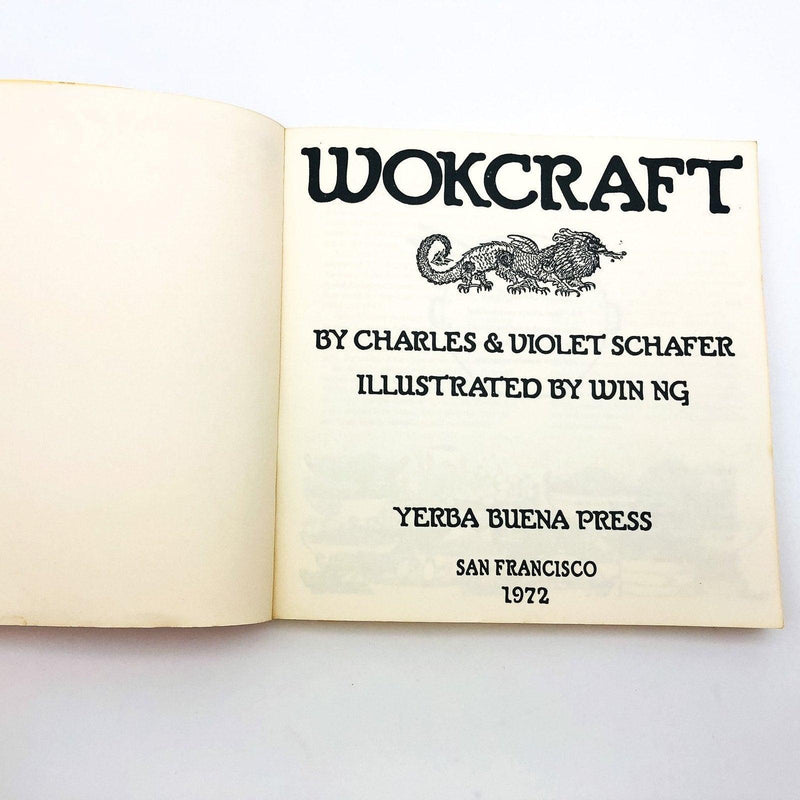 WOKCRAFT
BY CHARLES & VIOLET SCHAFER
ILLUSTRATED BY WIN NG
YERBA BUENA PRESS
SAN FRANCISCO
1972